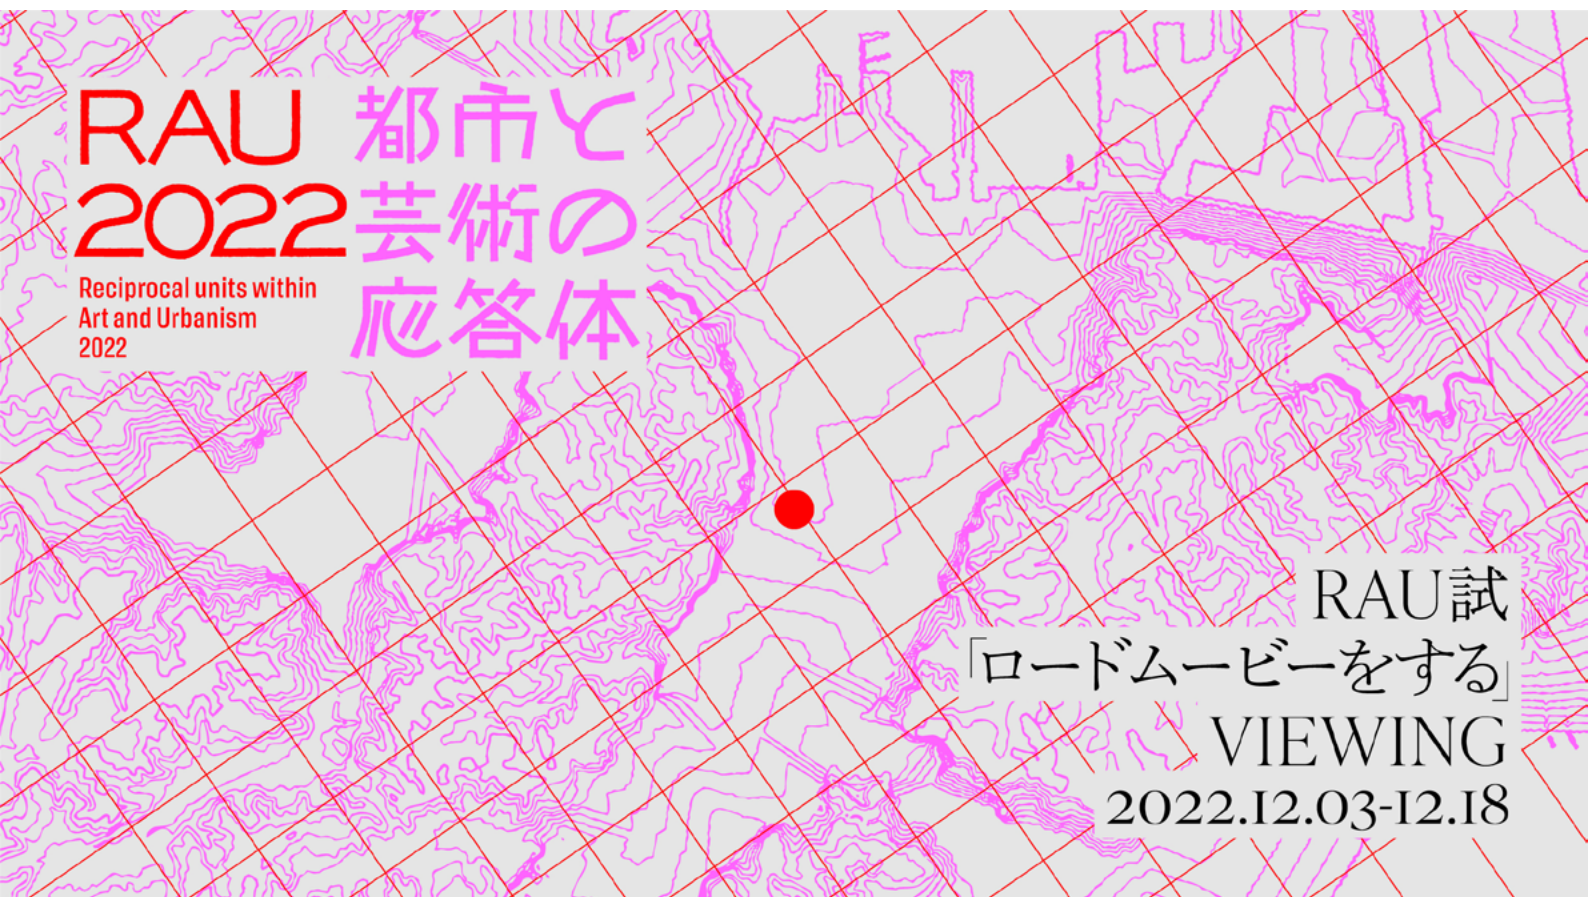 RAU
2022
Reciprocal units within
Art and Urbanism
2022
都市と
芸術の
応答体
RAU試
「ロードムービーをする」
VIEWING
2022.12.03-12.18